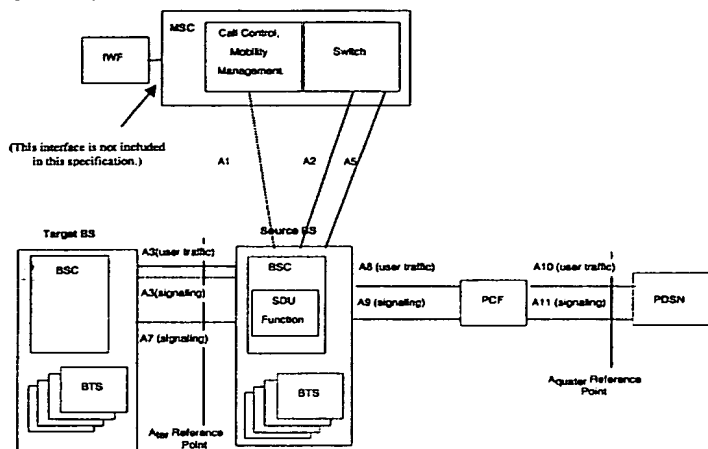 MSC
Call Control,
Mobility
Management
Switch
IWF
(This interface is not included
in this specification.)
A1
A2
A5
Target BS
Source BS
BSC
A3(user traffic)
A3(signaling)
A7 (signaling)
BTS
Ater Reference
Point
BSC
SDU
Function
BTS
A8 (user traffic)
A9 (signaling)
PCF
A10 (user traffic)
A11 (signaling)
PDSN
Aquater Reference
Point